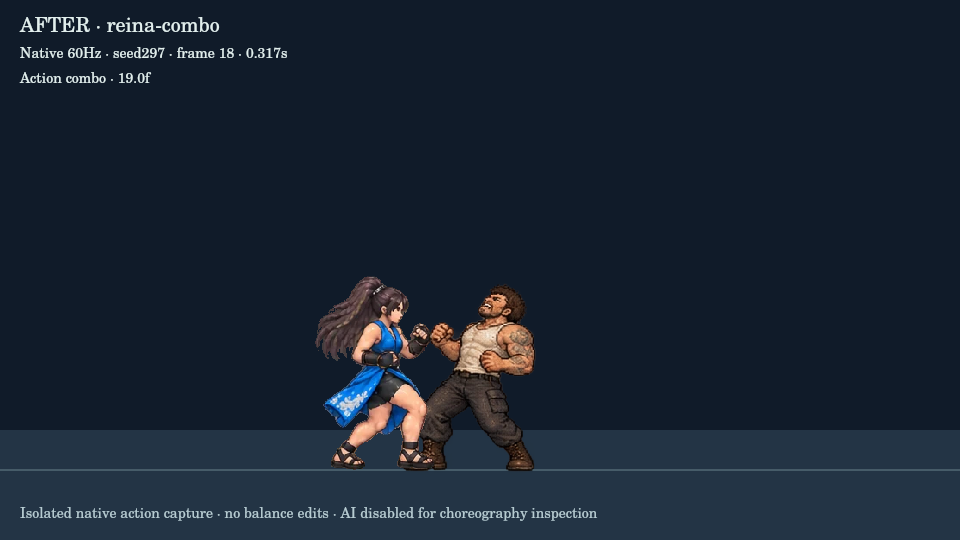 AFTER · reina-combo
Native 60Hz · seed297 · frame 18 · 0.317s
Action combo · 19.0f
Isolated native action capture · no balance edits · AI disabled for choreography inspection